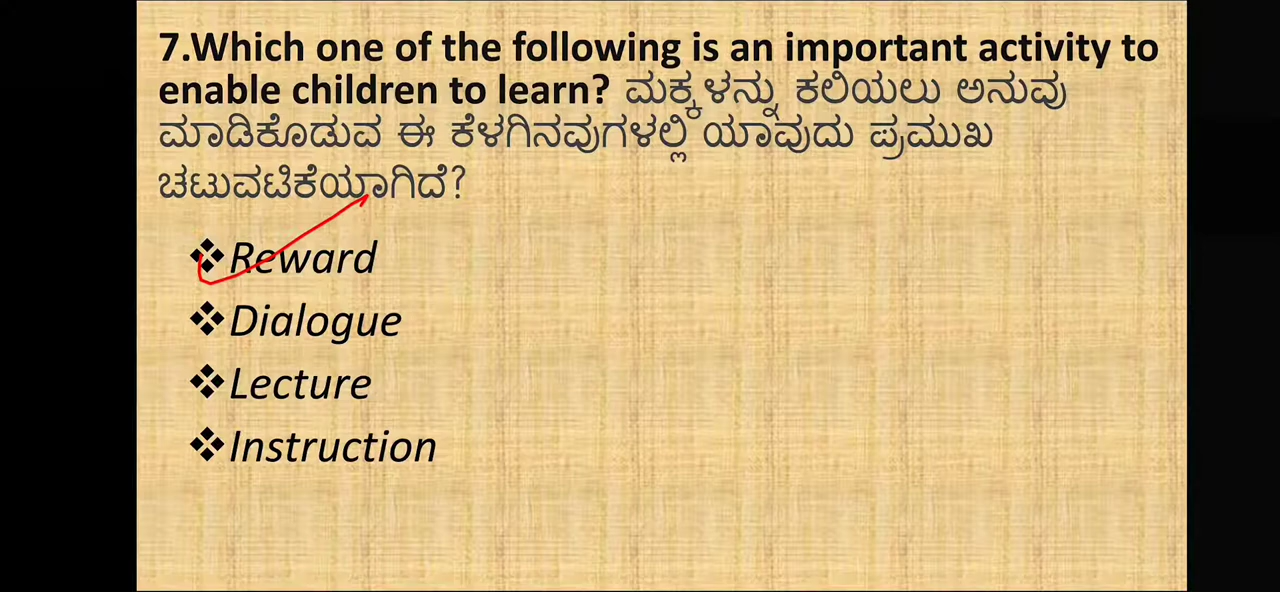 7.Which one of the following is an important activity to
enable children to learn? ಮಕ್ಕಳನ್ನು ಕಲಿಯಲು ಅನುವು
ಮಾಡಿಕೊಡುವ ಈ ಕೆಳಗಿನವುಗಳಲ್ಲಿ ಯಾವುದು ಪ್ರಮುಖ
ಚಟುವಟಿಕೆಯಾಗಿದೆ?
❖Reward
❖Dialogue
❖Lecture
❖Instruction